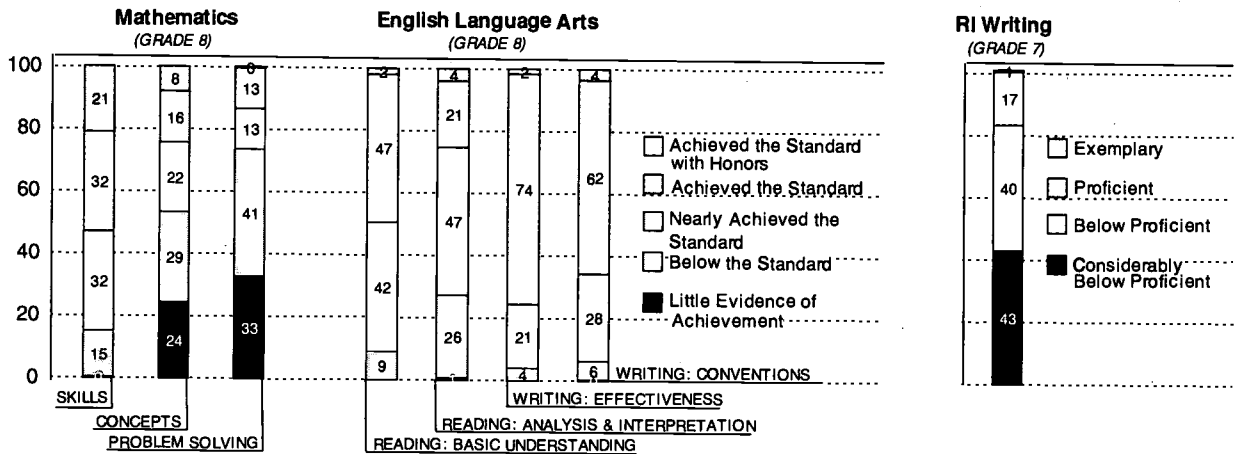 Mathematics
(GRADE 8)
English Language Arts
(GRADE 8)
RI Writing
(GRADE 7)
100
80
60
40
20
0
21
32
32
15
8
16
22
29
24
13
13
41
33
2
47
42
9
4
21
47
26
2
74
21
4
4
62
28
6
Achieved the Standard
with Honors
Achieved the Standard
Nearly Achieved the
Standard
Below the Standard
Little Evidence of
Achievement
17
40
43
Exemplary
Proficient
Below Proficient
Considerably
Below Proficient
SKILLS
CONCEPTS
PROBLEM SOLVING
WRITING: CONVENTIONS
WRITING: EFFECTIVENESS
READING: ANALYSIS & INTERPRETATION
READING: BASIC UNDERSTANDING